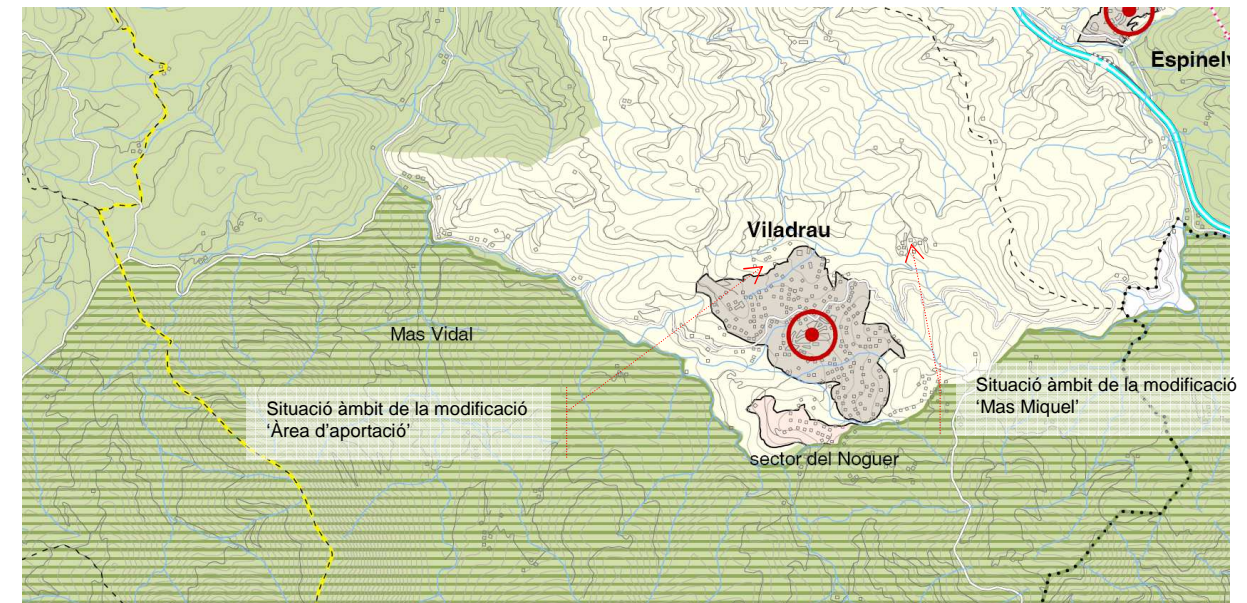 Espinelv
Viladrau
Mas Vidal
Situació àmbit de la modificació
‘Àrea d’aportació’
Situació àmbit de la modificació
‘Mas Miquel’
sector del Noguer